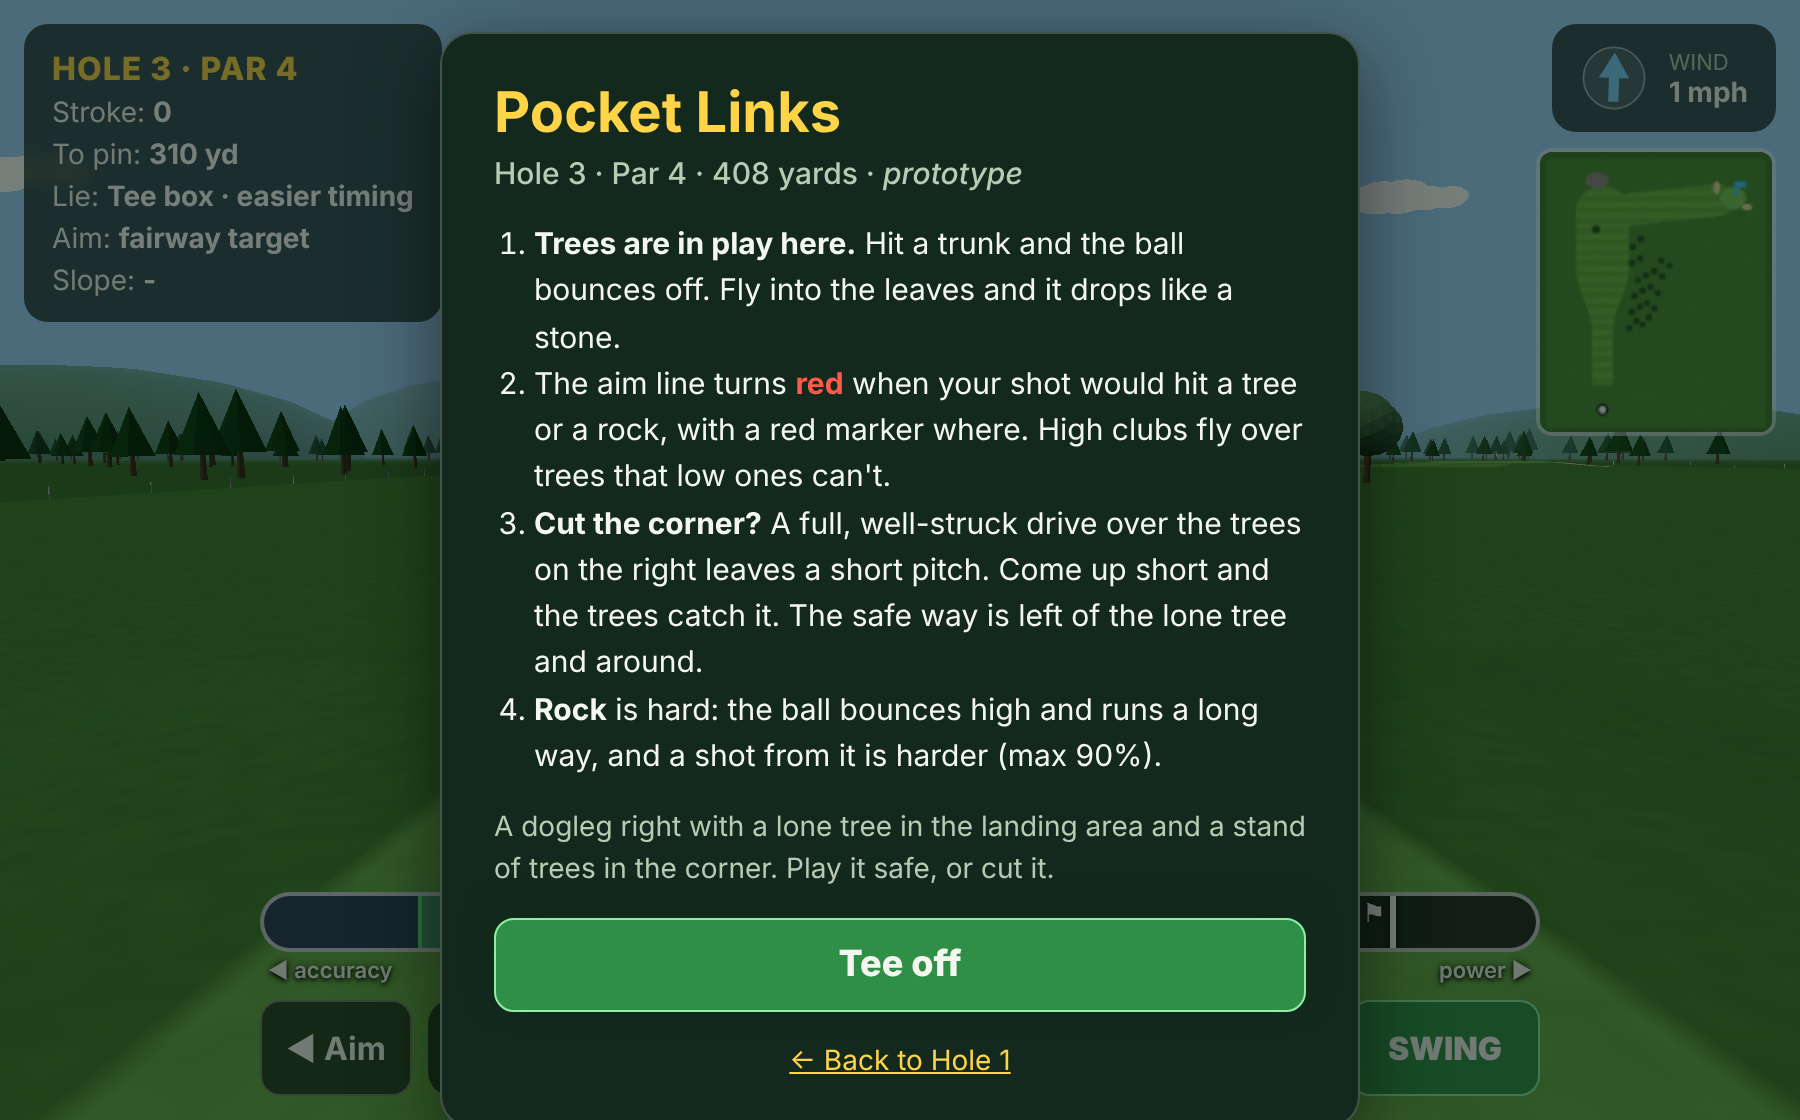 HOLE 3 · PAR 4
Stroke: 0
To pin: 310 yd
Lie: Tee box · easier timing
Aim: fairway target
Slope: -
Pocket Links
Hole 3 · Par 4 · 408 yards · prototype
1. Trees are in play here. Hit a trunk and the ball
bounces off. Fly into the leaves and it drops like a
stone.
2. The aim line turns red when your shot would hit a tree
or a rock, with a red marker where. High clubs fly over
trees that low ones can't.
3. Cut the corner? A full, well-struck drive over the trees
on the right leaves a short pitch. Come up short and
the trees catch it. The safe way is left of the lone tree
and around.
4. Rock is hard: the ball bounces high and runs a long
way, and a shot from it is harder (max 90%).
A dogleg right with a lone tree in the landing area and a stand
of trees in the corner. Play it safe, or cut it.
Tee off
← Back to Hole 1
WIND
1 mph
◀ accuracy
power ▶
◀ Aim
SWING